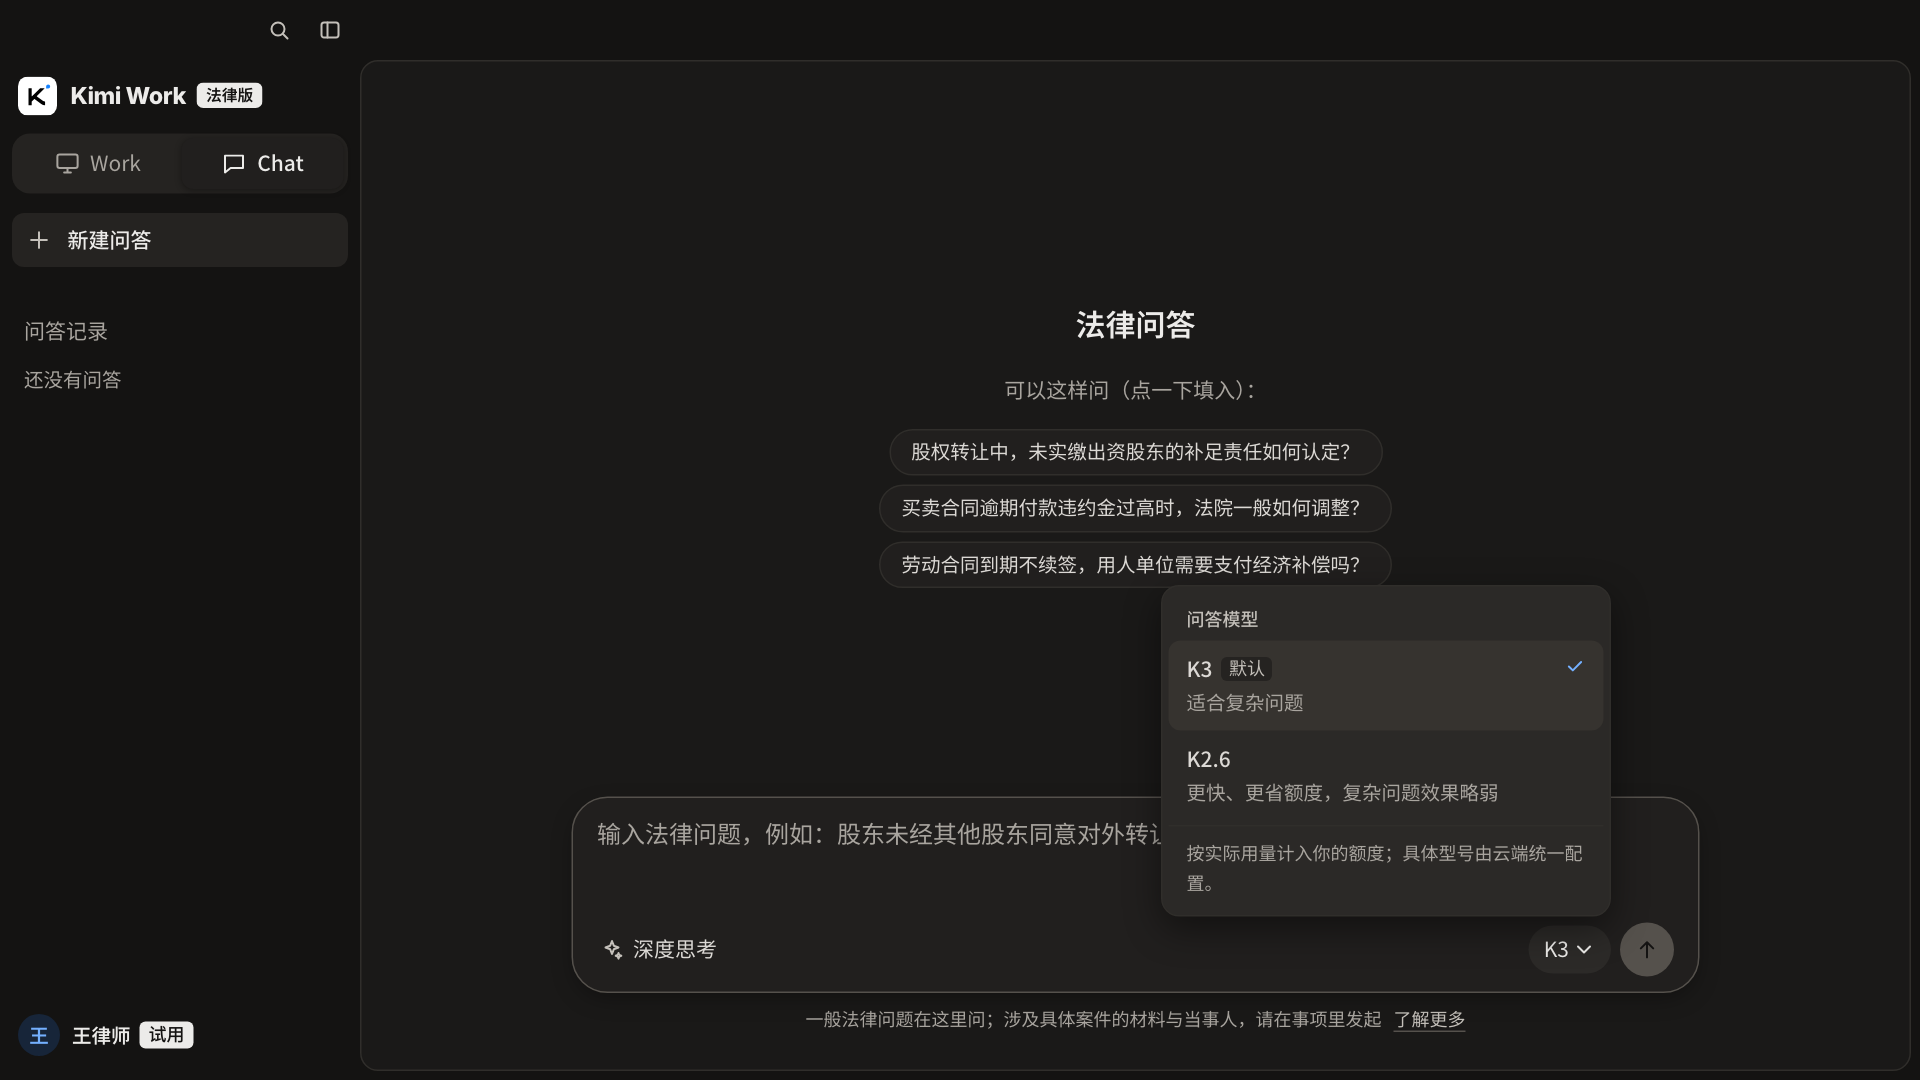 Kimi Work 法律版
Work
Chat
新建问答
问答记录
还没有问答
王 王律师 试用
法律问答
可以这样问（点一下填入）：
股权转让中，未实缴出资股东的补足责任如何认定？
买卖合同逾期付款违约金过高时，法院一般如何调整？
劳动合同到期不续签，用人单位需要支付经济补偿吗？
问答模型
K3 默认
适合复杂问题
K2.6
更快、更省额度，复杂问题效果略弱
按实际用量计入你的额度；具体型号由云端统一配
置。
输入法律问题，例如：股东未经其他股东同意对外转
深度思考
K3
一般法律问题在这里问；涉及具体案件的材料与当事人，请在事项里发起 了解更多